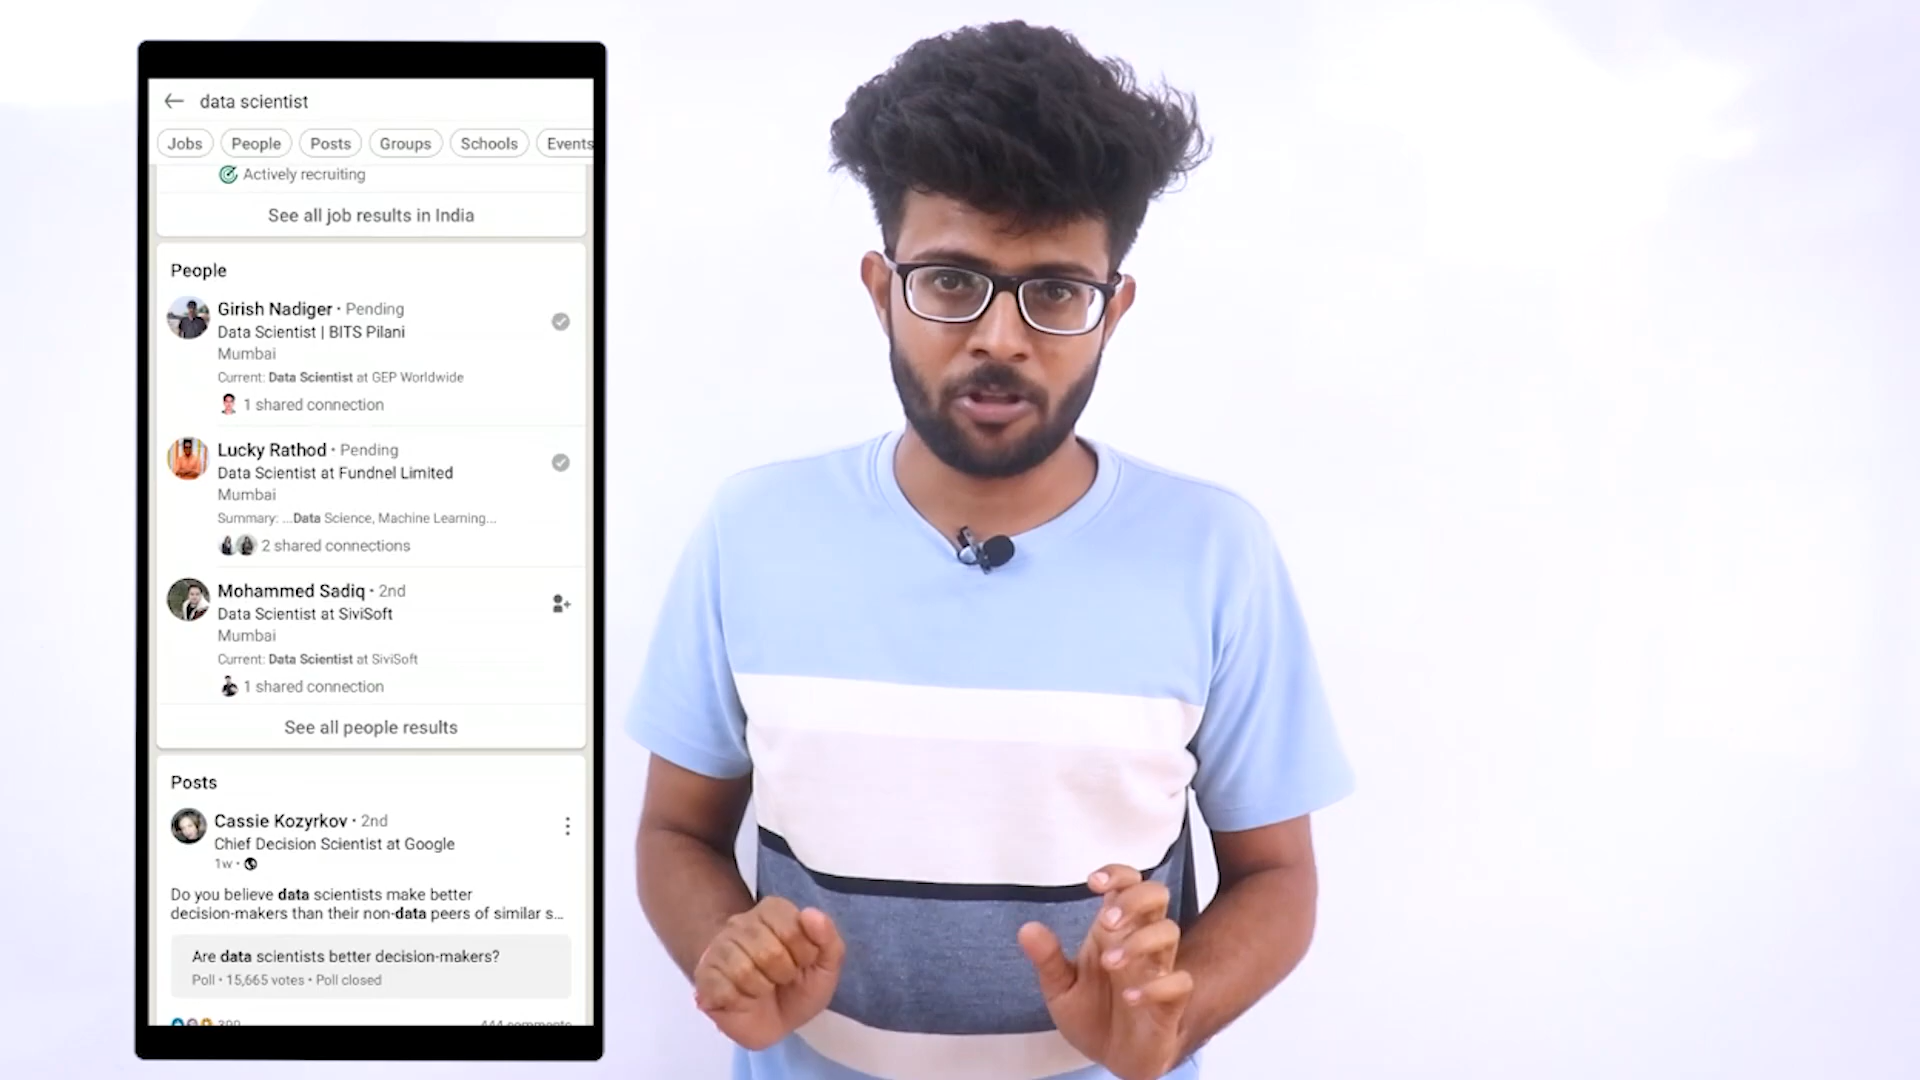 data scientist
Jobs
People
Posts
Groups
Schools
Events
Actively recruiting
See all job results in India
People
Girish Nadiger • Pending
Data Scientist | BITS Pilani
Mumbai
Current: Data Scientist at GEP Worldwide
1 shared connection
Lucky Rathod • Pending
Data Scientist at Fundnel Limited
Mumbai
Summary: ...Data Science, Machine Learning...
2 shared connections
Mohammed Sadiq • 2nd
Data Scientist at SiviSoft
Mumbai
Current: Data Scientist at SiviSoft
1 shared connection
See all people results
Posts
Cassie Kozyrkov • 2nd
Chief Decision Scientist at Google
1w •
Do you believe data scientists make better
decision-makers than their non-data peers of similar s...
Are data scientists better decision-makers?
Poll • 15,665 votes • Poll closed
comments